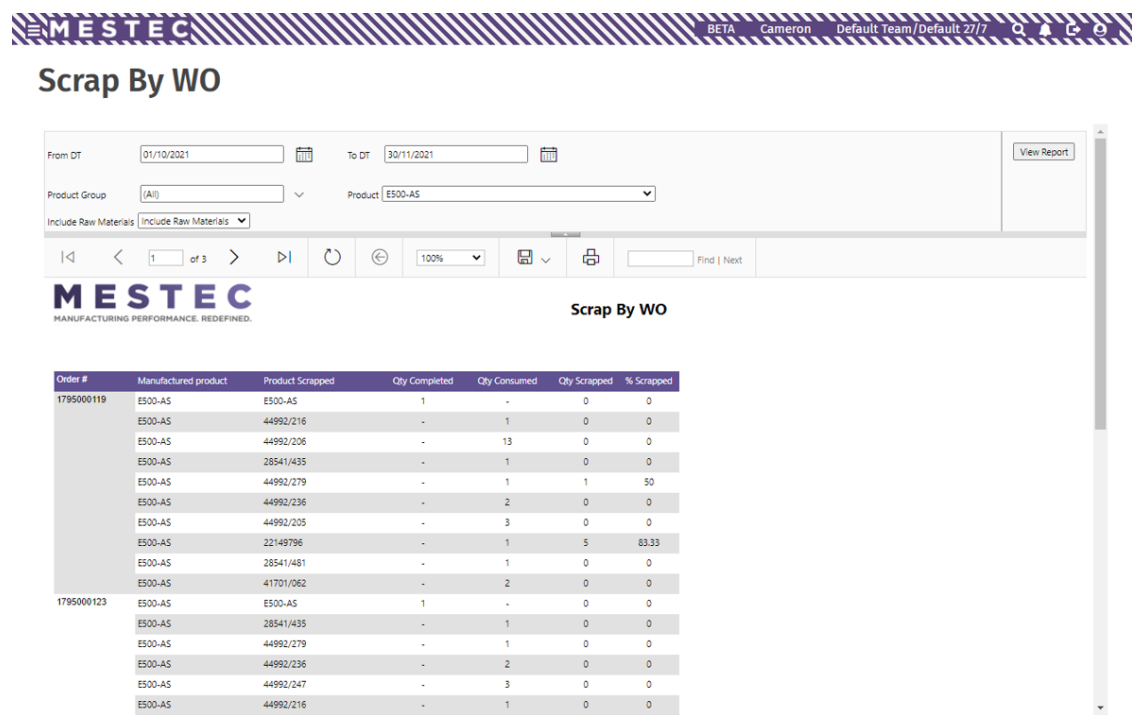 MESTEC BETA Cameron Default Team/Default 27/7
Scrap By WO
From DT 01/10/2021 To DT 30/11/2021 View Report
Product Group (All) Product E500-AS
Include Raw Materials Include Raw Materials
1 of 3 100% Find | Next
MESTEC
MANUFACTURING PERFORMANCE. REDEFINED.
Scrap By WO
Order # Manufactured product Product Scrapped Qty Completed Qty Consumed Qty Scrapped % Scrapped
1795000119 E500-AS E500-AS 1 - 0 0
E500-AS 44992/216 - 1 0 0
E500-AS 44992/206 - 13 0 0
E500-AS 28541/435 - 1 0 0
E500-AS 44992/279 - 1 1 50
E500-AS 44992/236 - 2 0 0
E500-AS 44992/205 - 3 0 0
E500-AS 22149796 - 1 5 83.33
E500-AS 28541/481 - 1 0 0
E500-AS 41701/062 - 2 0 0
1795000123 E500-AS E500-AS 1 - 0 0
E500-AS 28541/435 - 1 0 0
E500-AS 44992/279 - 1 0 0
E500-AS 44992/236 - 2 0 0
E500-AS 44992/247 - 3 0 0
E500-AS 44992/216 - 1 0 0